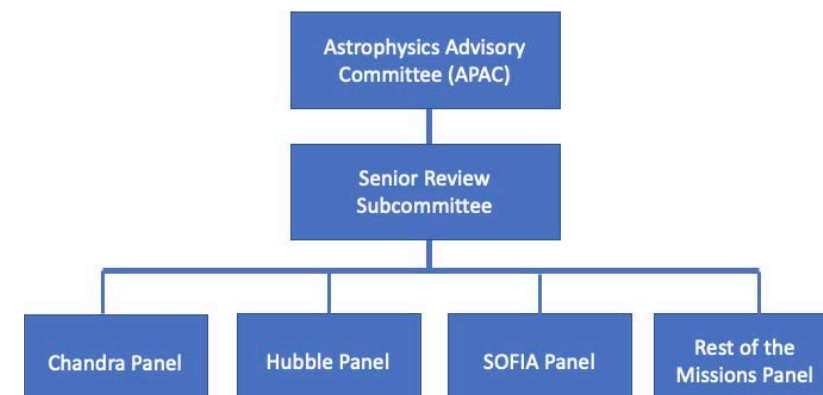 Astrophysics Advisory
Committee (APAC)
Senior Review
Subcommittee
Chandra Panel
Hubble Panel
SOFIA Panel
Rest of the
Missions Panel